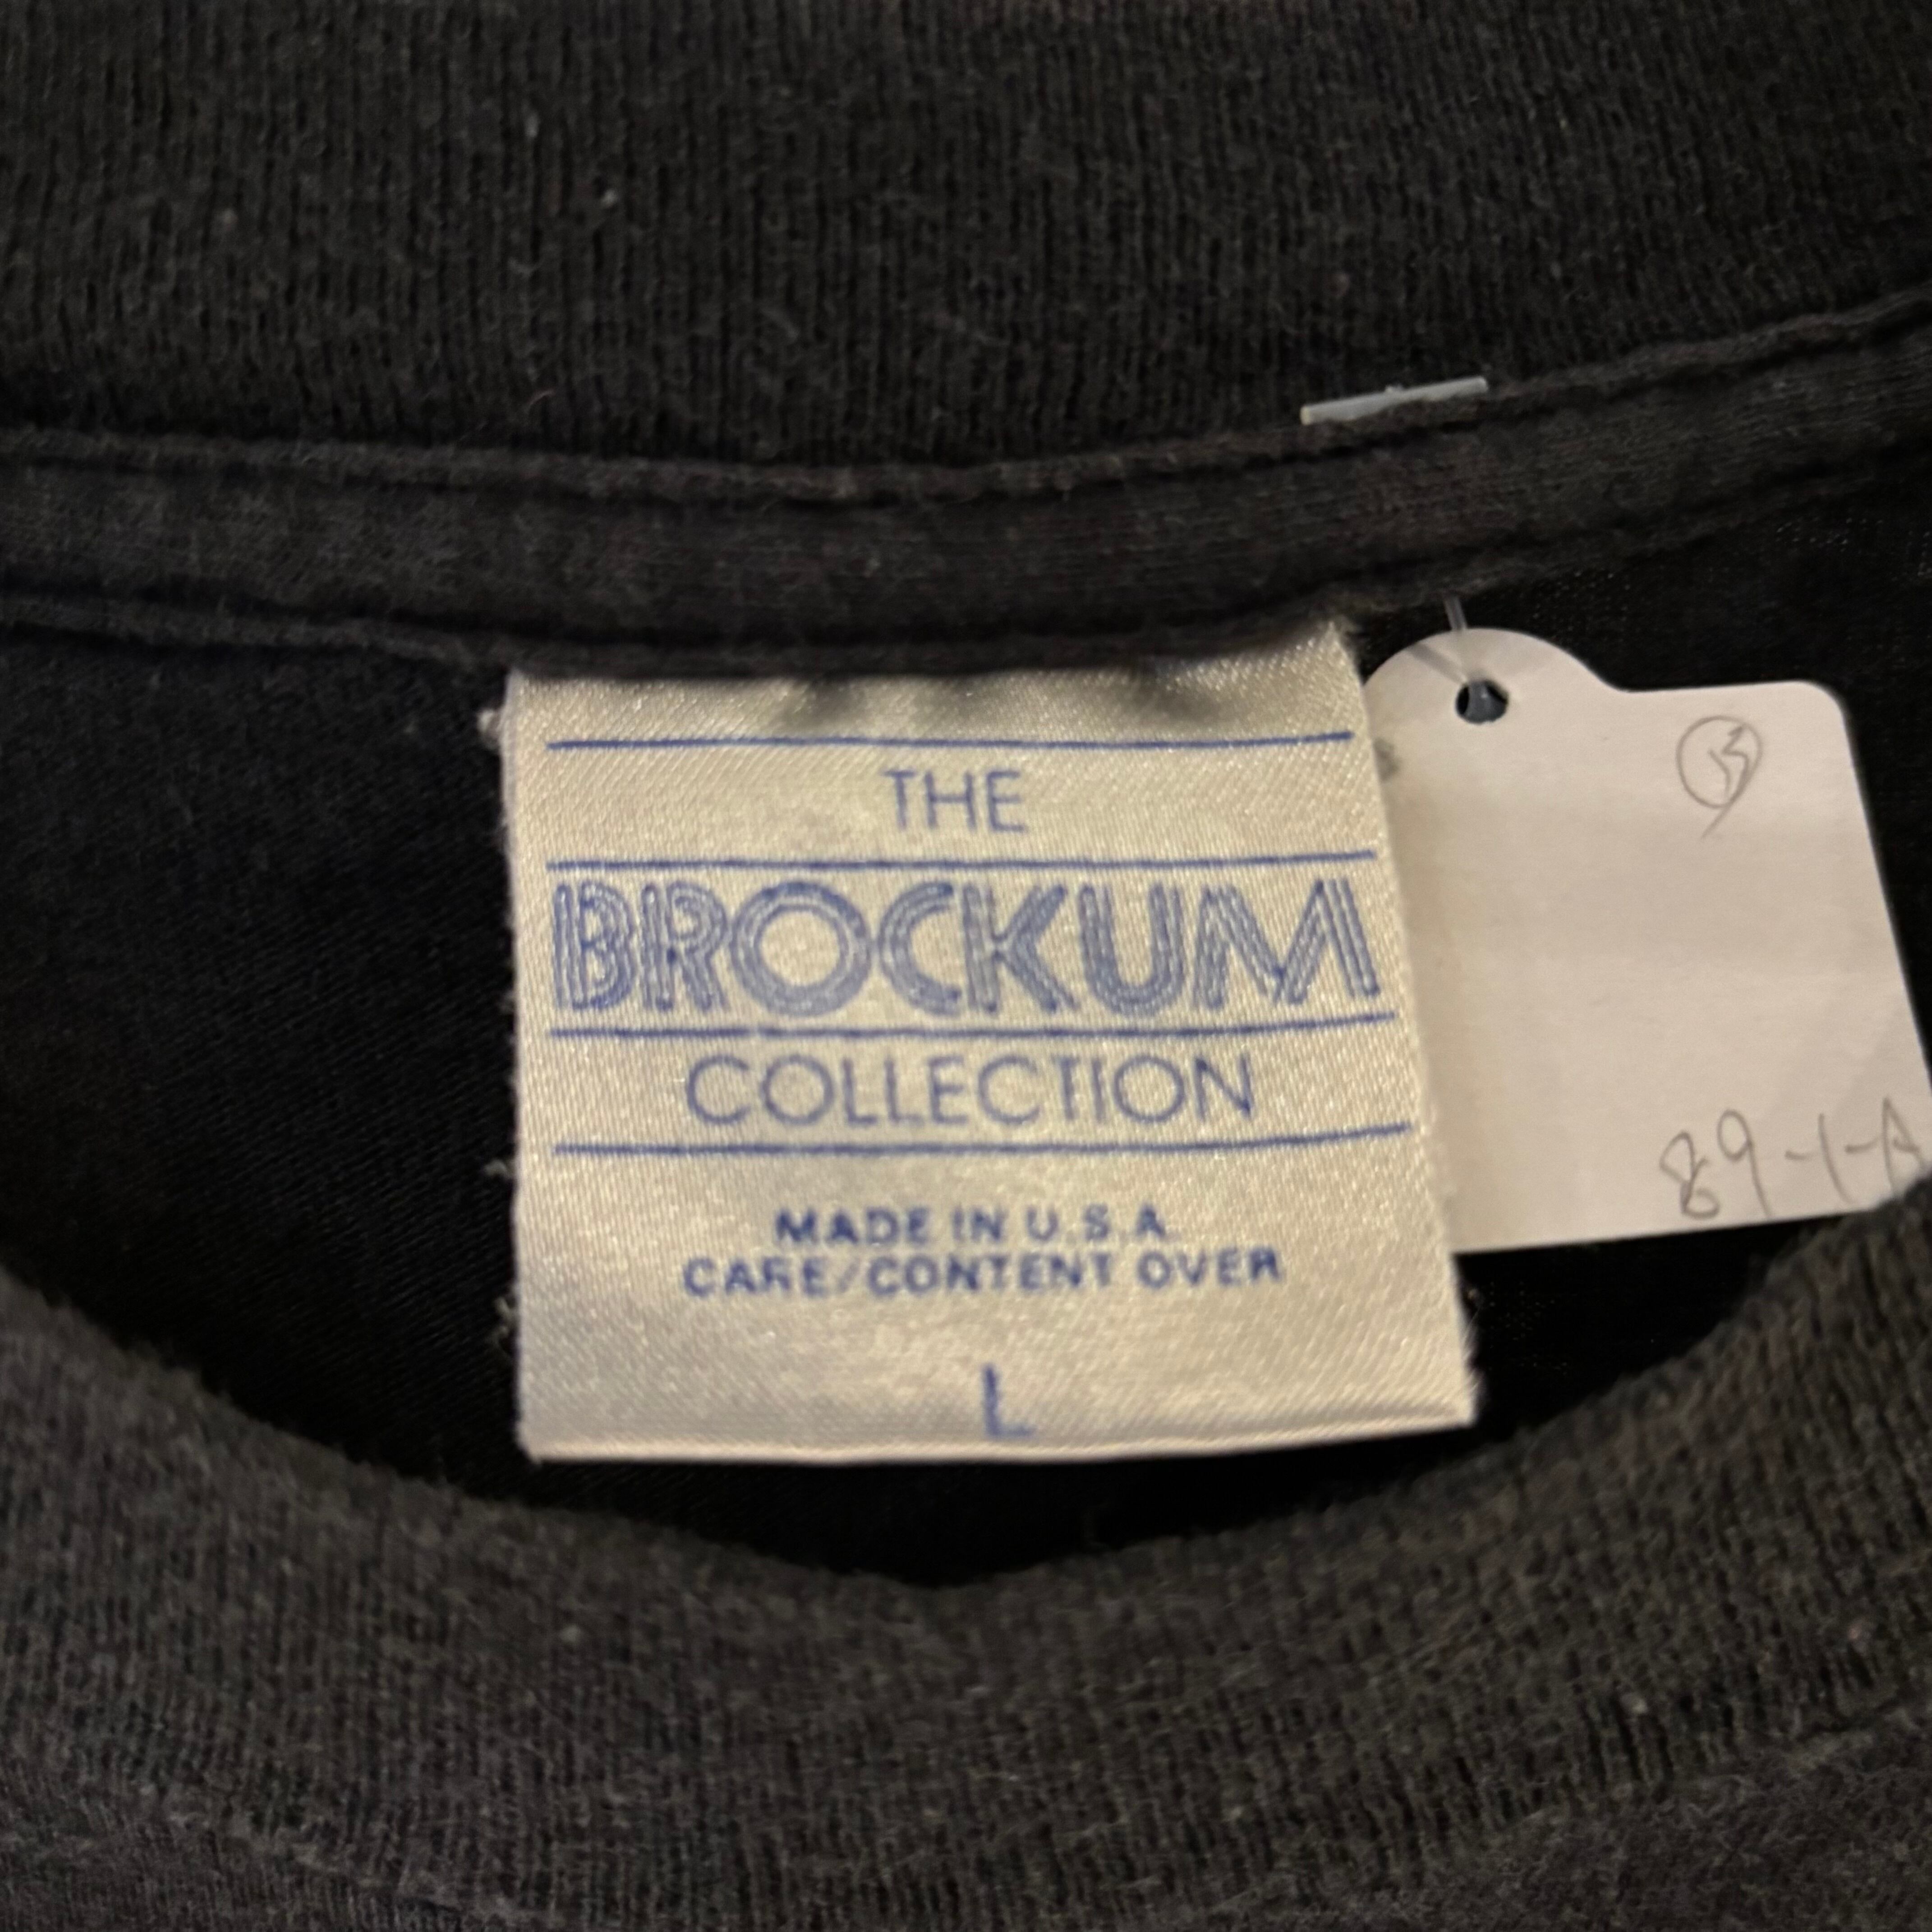 THE
BROCKUM
COLLECTION
MADE IN U.S.A.
CARE/CONTENT OVER
L
89-1-A